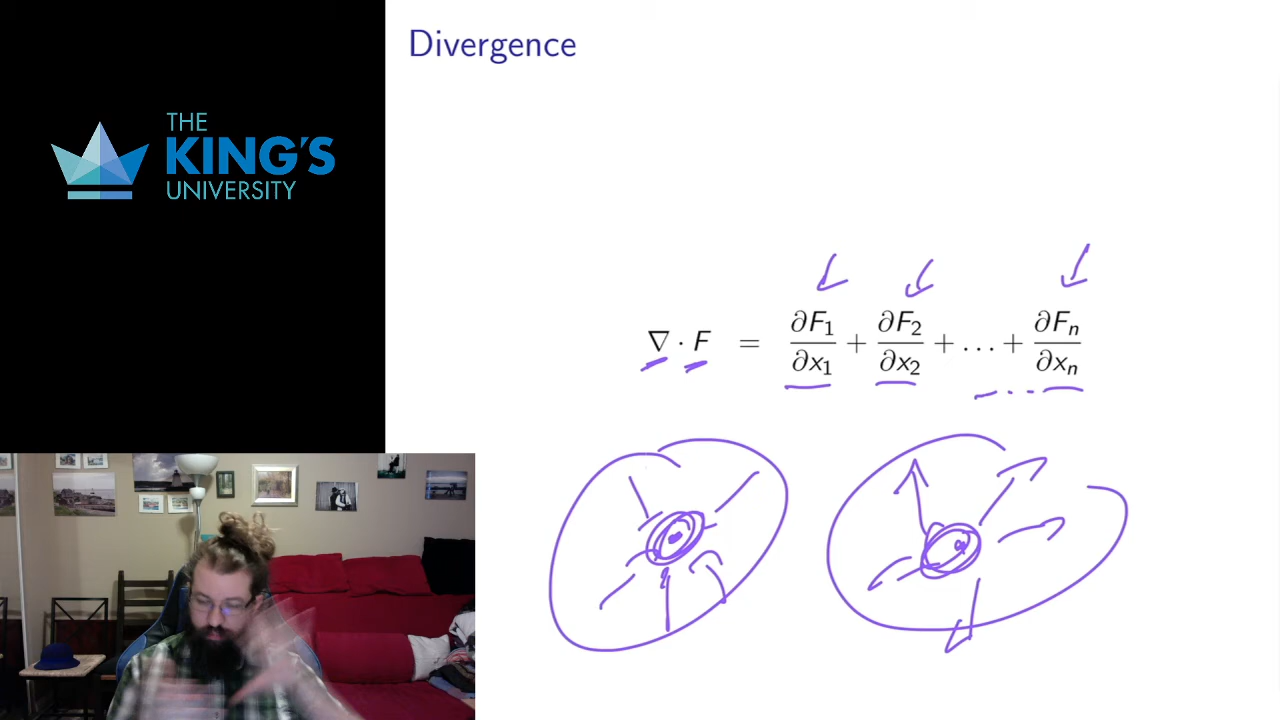 Divergence
THE
KING'S
UNIVERSITY
∇ · F = ∂F₁/∂x₁ + ∂F₂/∂x₂ + … + ∂Fₙ/∂xₙ